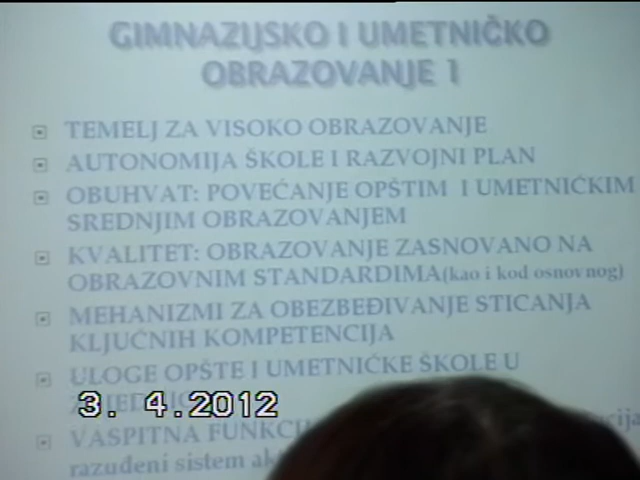 GIMNAZIJSKO I UMETNIČKO
OBRAZOVANJE 1
TEMELJ ZA VISOKO OBRAZOVANJE
AUTONOMIJA ŠKOLE I RAZVOJNI PLAN
OBUHVAT: POVEĆANJE OPŠTIM I UMETNIČKIM
SREDNJIM OBRAZOVANJEM
KVALITET: OBRAZOVANJE ZASNOVANO NA
OBRAZOVNIM STANDARDIMA(kao i kod osnovnog)
MEHANIZMI ZA OBEZBEĐIVANJE STICANJA
KLJUČNIH KOMPETENCIJA
ULOGE OPŠTE I UMETNIČKE ŠKOLE U
3. 4.2012
VASPITNA
razuđeni sistem